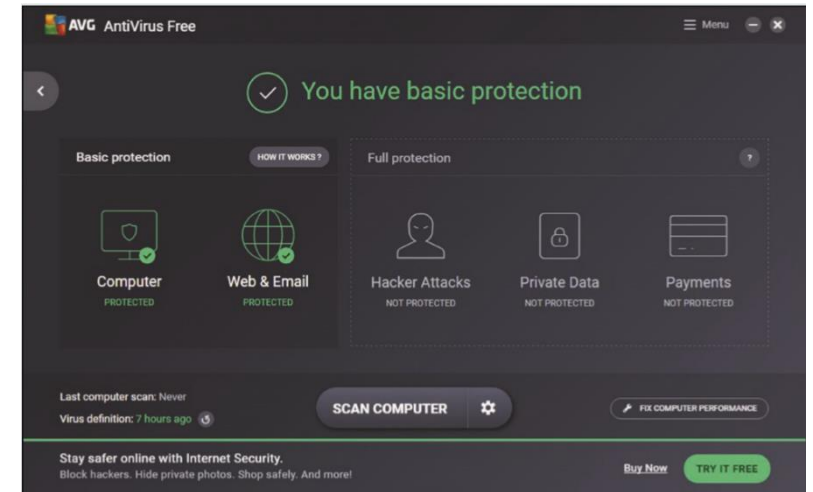 AVG AntiVirus Free
Menu
You have basic protection
Basic protection
HOW IT WORKS ?
Full protection
?
Computer
PROTECTED
Web & Email
PROTECTED
Hacker Attacks
NOT PROTECTED
Private Data
NOT PROTECTED
Payments
NOT PROTECTED
Last computer scan: Never
Virus definition: 7 hours ago
SCAN COMPUTER
FIX COMPUTER PERFORMANCE
Stay safer online with Internet Security.
Block hackers. Hide private photos. Shop safely. And more!
Buy Now
TRY IT FREE